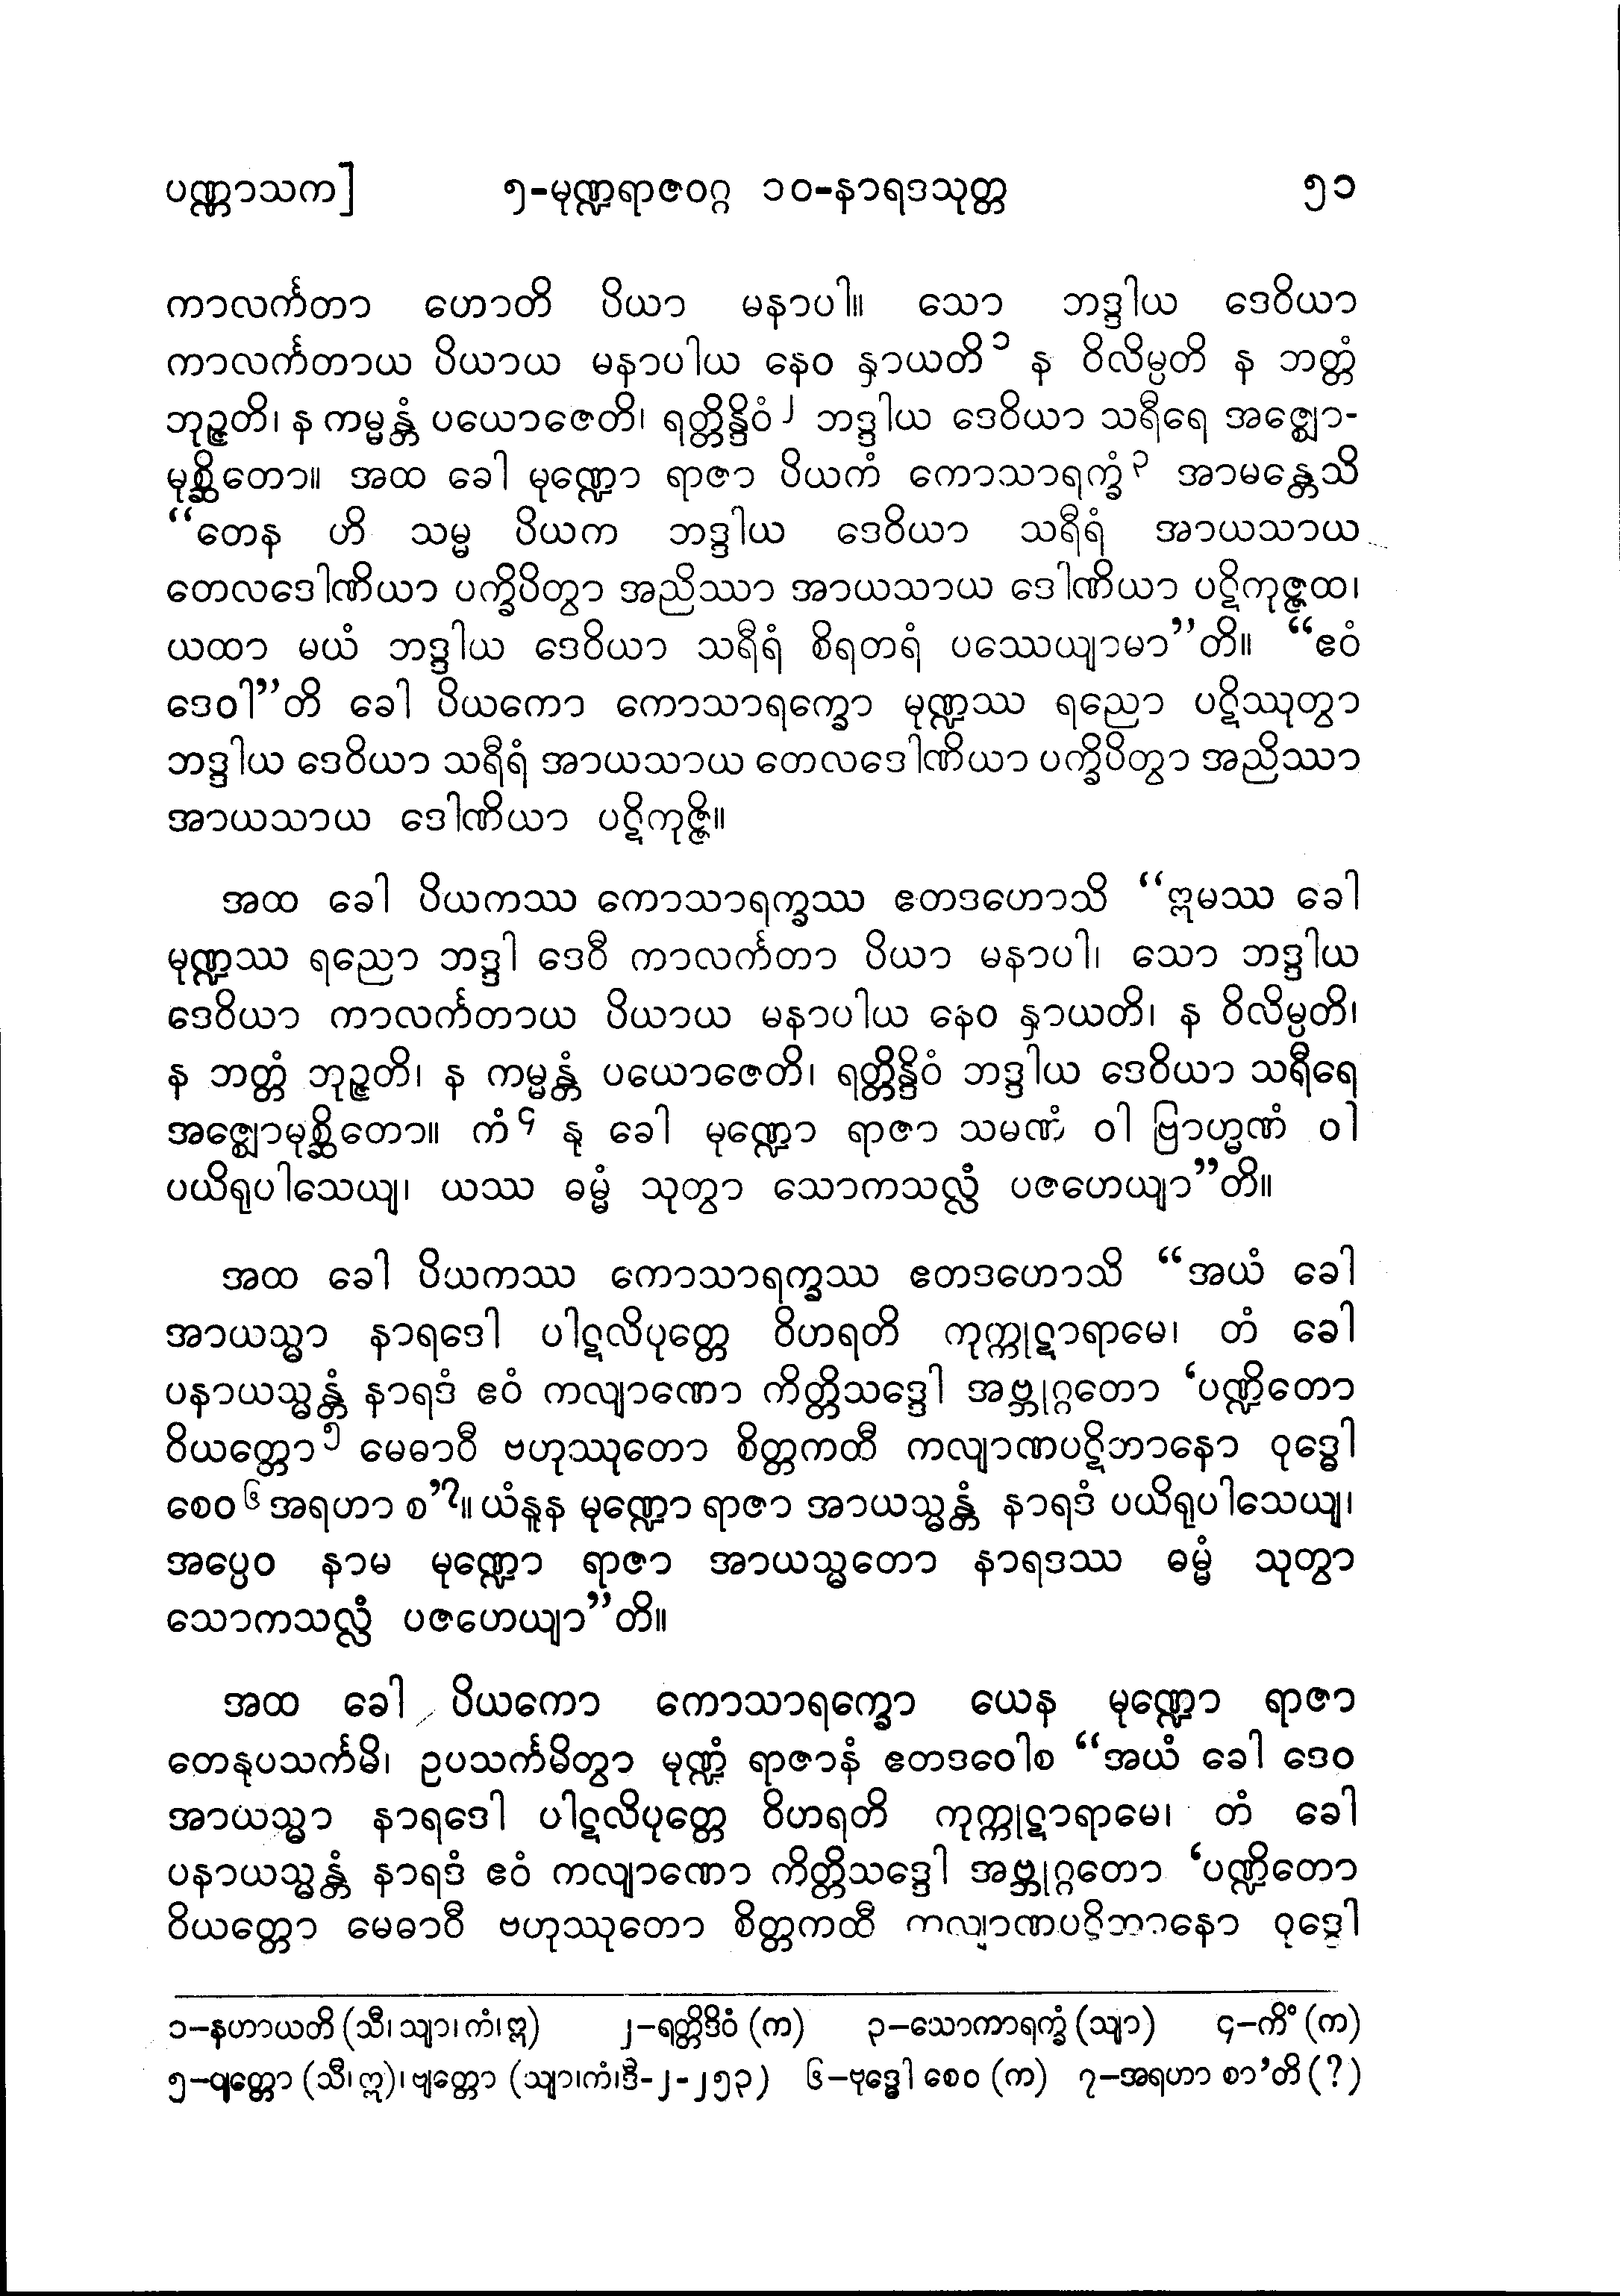 ပဏ္ဏာသက] ၅-မုဏ္ဍရာဇဝဂ္ဂ ၁၀-နာရဒသုတ္တ ၅၁
ကာလင်္ကတာ ဟောတိ ပိယာ မနာပါ။ သော ဘဒ္ဒါယ ဒေဝိယာ
ကာလင်္ကတာယ ပိယာယ မနာပါယ နေဝ နှာယတိ၁ န ဝိလိမ္ပတိ န ဘတ္တံ
ဘုဉ္ဇတိ၊ န ကမ္မန္တံ ပယောဇေတိ၊ ရတ္တိန္ဒိဝံ၂ ဘဒ္ဒါယ ဒေဝိယာ သရီရေ အဇ္ဈော-
မုစ္ဆိတော။ အထ ခေါ မုဏ္ဍော ရာဇာ ပိယကံ ကောသာရက္ခံ၃ အာမန္တေသိ
“တေန ဟိ သမ္မ ပိယက ဘဒ္ဒါယ ဒေဝိယာ သရီရံ အာယသာယ
တေလဒေါဏိယာ ပက္ခိပိတွာ အညိဿာ အာယသာယ ဒေါဏိယာ ပဋိကုဇ္ဇထ၊
ယထာ မယံ ဘဒ္ဒါယ ဒေဝိယာ သရီရံ စိရတရံ ပဿေယျာမာ”တိ။ “ဧဝံ
ဒေဝါ”တိ ခေါ ပိယကော ကောသာရက္ခော မုဏ္ဍဿ ရညော ပဋိဿုတွာ
ဘဒ္ဒါယ ဒေဝိယာ သရီရံ အာယသာယ တေလဒေါဏိယာ ပက္ခိပိတွာ အညိဿာ
အာယသာယ ဒေါဏိယာ ပဋိကုဇ္ဇိ။
အထ ခေါ ပိယကဿ ကောသာရက္ခဿ ဧတဒဟောသိ “ဣမဿ ခေါ
မုဏ္ဍဿ ရညော ဘဒ္ဒါ ဒေဝီ ကာလင်္ကတာ ပိယာ မနာပါ၊ သော ဘဒ္ဒါယ
ဒေဝိယာ ကာလင်္ကတာယ ပိယာယ မနာပါယ နေဝ နှာယတိ၊ န ဝိလိမ္ပတိ၊
န ဘတ္တံ ဘုဉ္ဇတိ၊ န ကမ္မန္တံ ပယောဇေတိ၊ ရတ္တိန္ဒိဝံ ဘဒ္ဒါယ ဒေဝိယာ သရီရေ
အဇ္ဈောမုစ္ဆိတော။ ကံ၄ နု ခေါ မုဏ္ဍော ရာဇာ သမဏံ ဝါ ဗြာဟ္မဏံ ဝါ
ပယိရုပါသေယျ၊ ယဿ ဓမ္မံ သုတွာ သောကသလ္လံ ပဇဟေယျာ”တိ။
အထ ခေါ ပိယကဿ ကောသာရက္ခဿ ဧတဒဟောသိ “အယံ ခေါ
အာယသ္မာ နာရဒေါ ပါဋလိပုတ္တေ ဝိဟရတိ ကုက္ကုဋာရာမေ၊ တံ ခေါ
ပနာယသ္မန္တံ နာရဒံ ဧဝံ ကလျာဏော ကိတ္တိသဒ္ဒေါ အဗ္ဘုဂ္ဂတော ‘ပဏ္ဍိတော
ဝိယတ္တော၅ မေဓာဝီ ဗဟုဿုတော စိတ္တကထီ ကလျာဏပဋိဘာနော ဝုဒ္ဓေါ
စေဝ၆ အရဟာ စ’၇။ ယံနူန မုဏ္ဍော ရာဇာ အာယသ္မန္တံ နာရဒံ ပယိရုပါသေယျ၊
အပ္ပေဝ နာမ မုဏ္ဍော ရာဇာ အာယသ္မတော နာရဒဿ ဓမ္မံ သုတွာ
သောကသလ္လံ ပဇဟေယျာ”တိ။
အထ ခေါ ပိယကော ကောသာရက္ခော ယေန မုဏ္ဍော ရာဇာ
တေနုပသင်္ကမိ၊ ဥပသင်္ကမိတွာ မုဏ္ဍံ ရာဇာနံ ဧတဒဝေါစ “အယံ ခေါ ဒေဝ
အာယသ္မာ နာရဒေါ ပါဋလိပုတ္တေ ဝိဟရတိ ကုက္ကုဋာရာမေ၊ တံ ခေါ
ပနာယသ္မန္တံ နာရဒံ ဧဝံ ကလျာဏော ကိတ္တိသဒ္ဒေါ အဗ္ဘုဂ္ဂတော ‘ပဏ္ဍိတော
ဝိယတ္တော မေဓာဝီ ဗဟုဿုတော စိတ္တကထီ ကလျာဏပဋိဘာနော ဝုဒ္ဓေါ
၁−နဟာယတိ (သီ၊ သျာ၊ ကံ၊ ဣ) ၂−ရတ္တိဒိဝံ (က) ၃−သောကာရက္ခံ (သျာ) ၄−ကိံ (က)
၅−ဝျတ္တော (သီ၊ ဣ)၊ ဗျတ္တော (သျာ၊ကံ၊ဒီ-၂-၂၅၃) ၆−ဗုဒ္ဓေါ စေဝ (က) ၇−အရဟာ စာ’တိ (?)